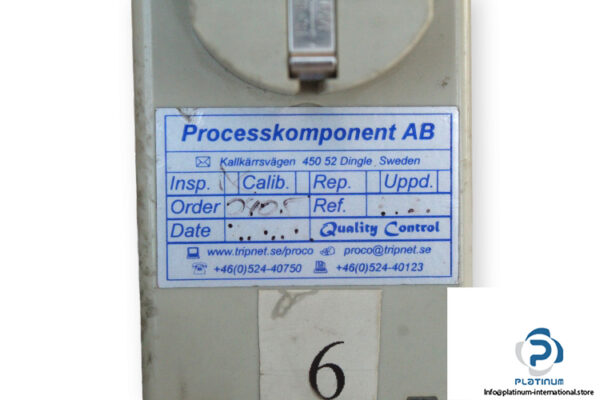 Processkomponent AB
Kallkärrsvägen 450 52 Dingle Sweden
Insp. Calib. Rep. Uppd.
Order Ref.
Date Quality Control
www.tripnet.se/proco proco@tripnet.se
+46(0)524-40750 +46(0)524-40123
6
PLATINUM
Info@platinum-international.store